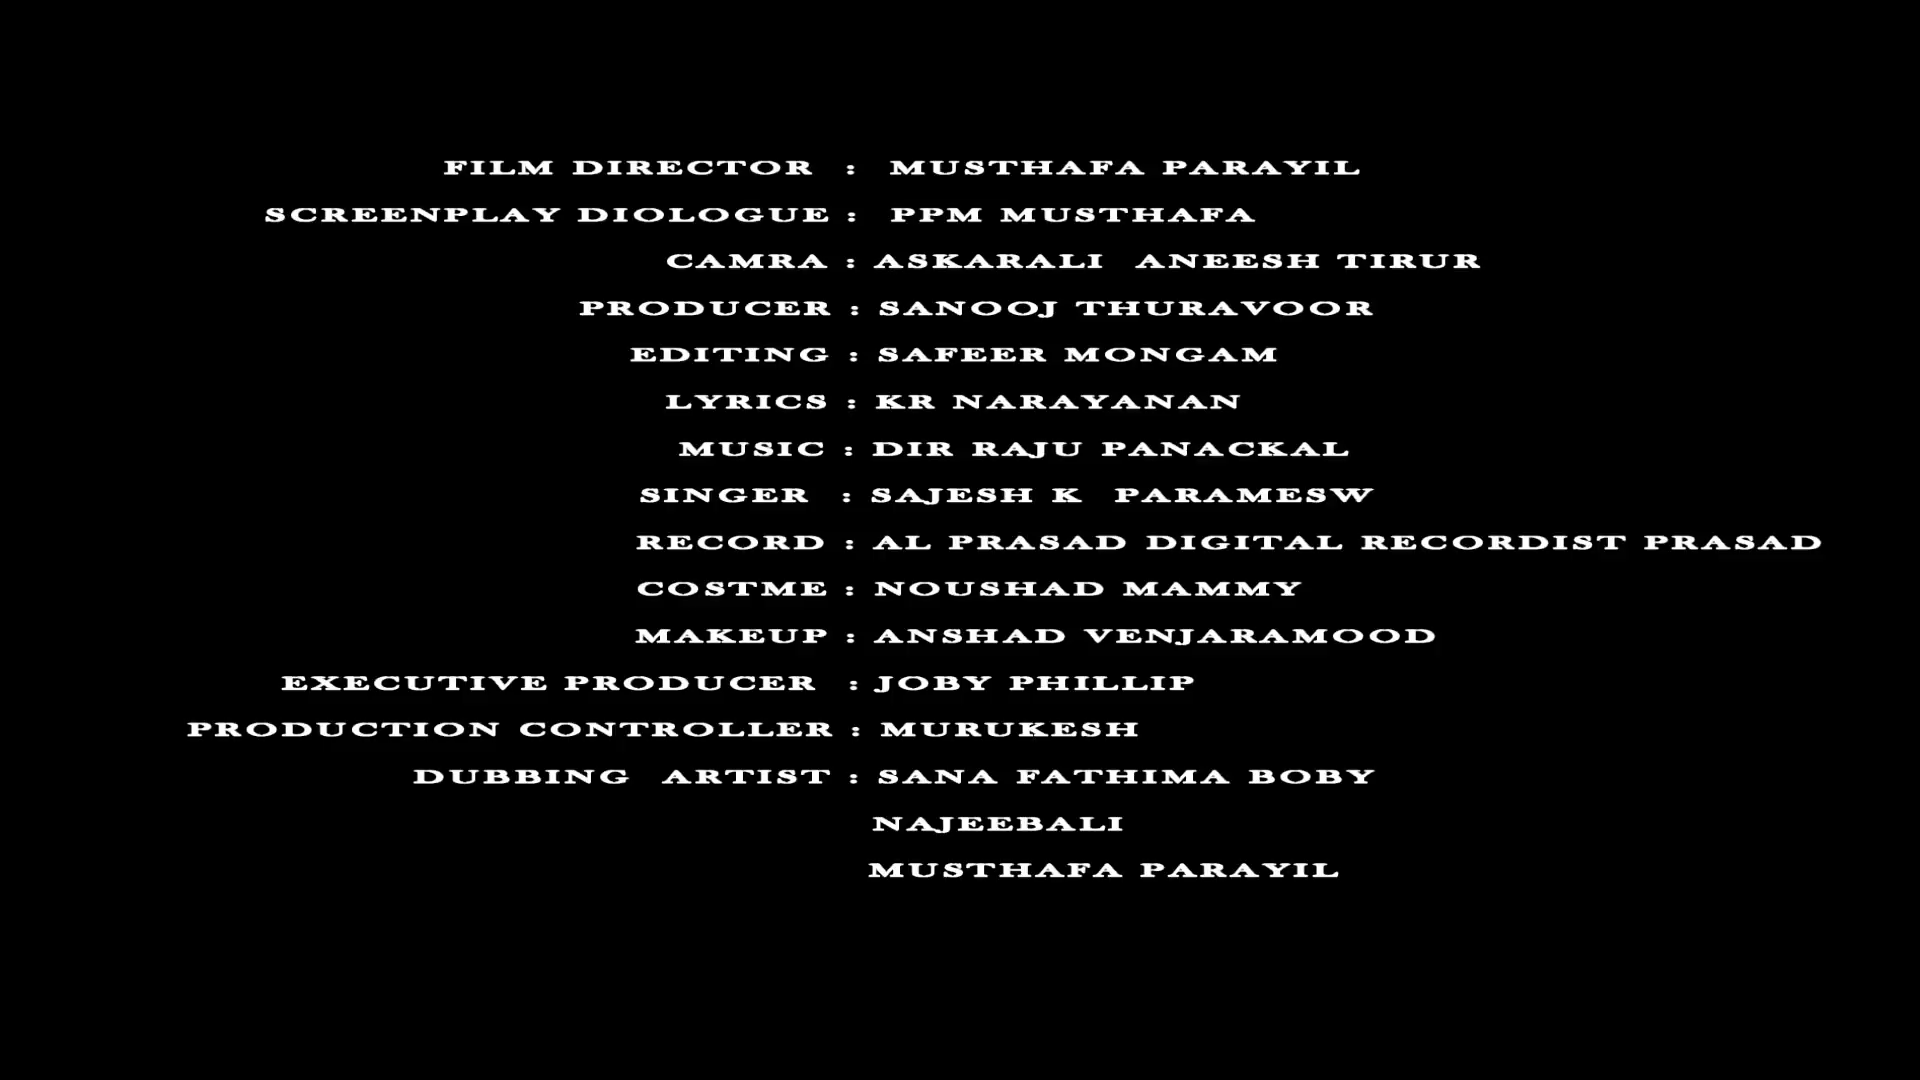 FILM DIRECTOR : MUSTHAFA PARAYIL
SCREENPLAY DIOLOGUE : PPM MUSTHAFA
CAMRA : ASKARALI ANEESH TIRUR
PRODUCER : SANOOJ THURAVOOR
EDITING : SAFEER MONGAM
LYRICS : KR NARAYANAN
MUSIC : DIR RAJU PANACKAL
SINGER : SAJESH K PARAMESW
RECORD : AL PRASAD DIGITAL RECORDIST PRASAD
COSTME : NOUSHAD MAMMY
MAKEUP : ANSHAD VENJARAMOOD
EXECUTIVE PRODUCER : JOBY PHILLIP
PRODUCTION CONTROLLER : MURUKESH
DUBBING ARTIST : SANA FATHIMA BOBY
NAJEEBALI
MUSTHAFA PARAYIL